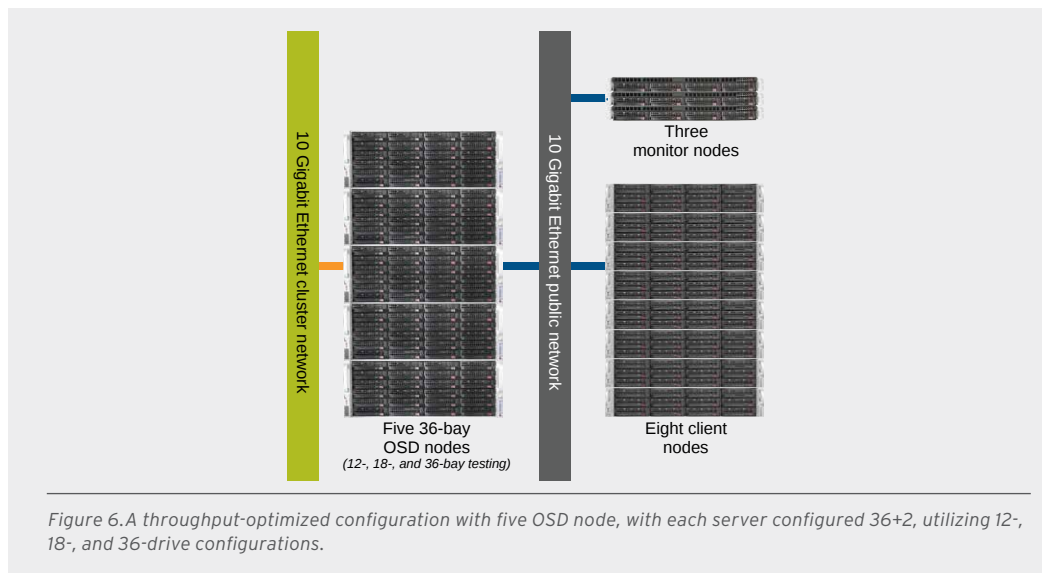 10 Gigabit Ethernet cluster network
Five 36-bay
OSD nodes
(12-, 18-, and 36-bay testing)
10 Gigabit Ethernet public network
Three
monitor nodes
Eight client
nodes
Figure 6.A throughput-optimized configuration with five OSD node, with each server configured 36+2, utilizing 12-,
18-, and 36-drive configurations.